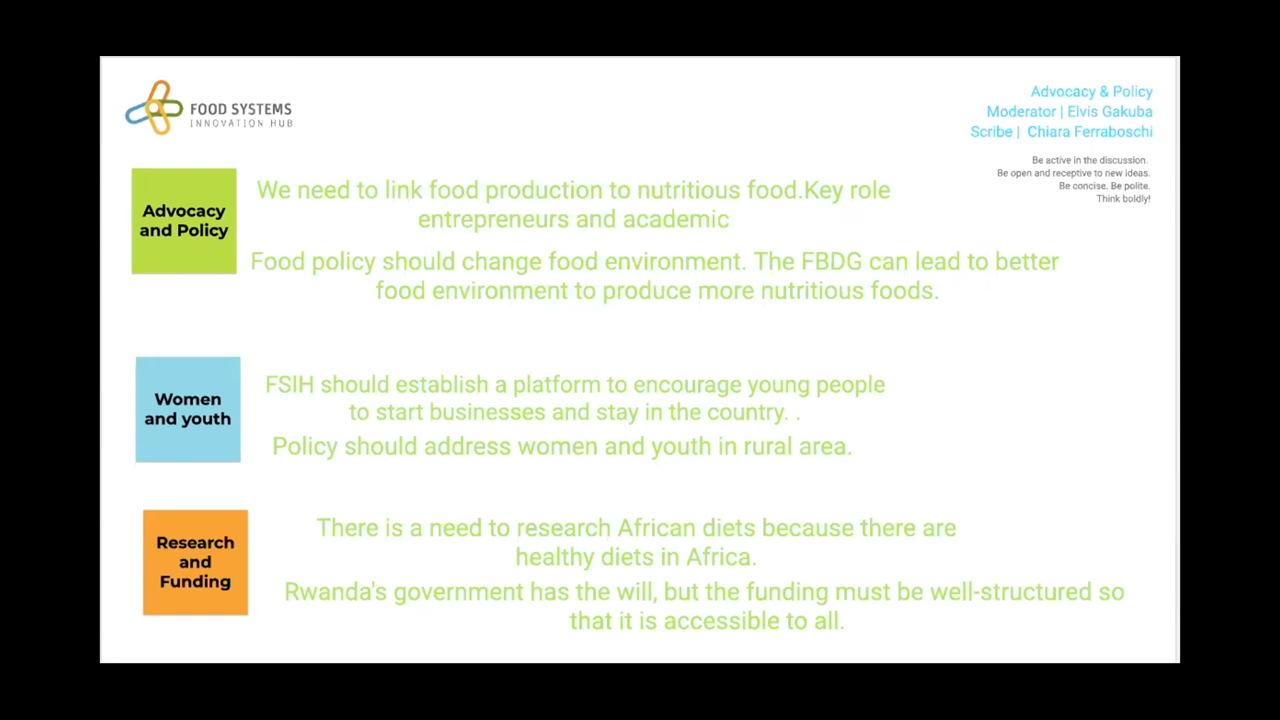 FOOD SYSTEMS
INNOVATION HUB
Advocacy & Policy
Moderator | Elvis Gakuba
Scribe | Chiara Ferraboschi
Be active in the discussion.
Be open and receptive to new ideas.
Be concise. Be polite.
Think boldly!
Advocacy
and Policy
We need to link food production to nutritious food.Key role
entrepreneurs and academic
Food policy should change food environment. The FBDG can lead to better
food environment to produce more nutritious foods.
Women
and youth
FSIH should establish a platform to encourage young people
to start businesses and stay in the country. .
Policy should address women and youth in rural area.
Research
and
Funding
There is a need to research African diets because there are
healthy diets in Africa.
Rwanda's government has the will, but the funding must be well-structured so
that it is accessible to all.